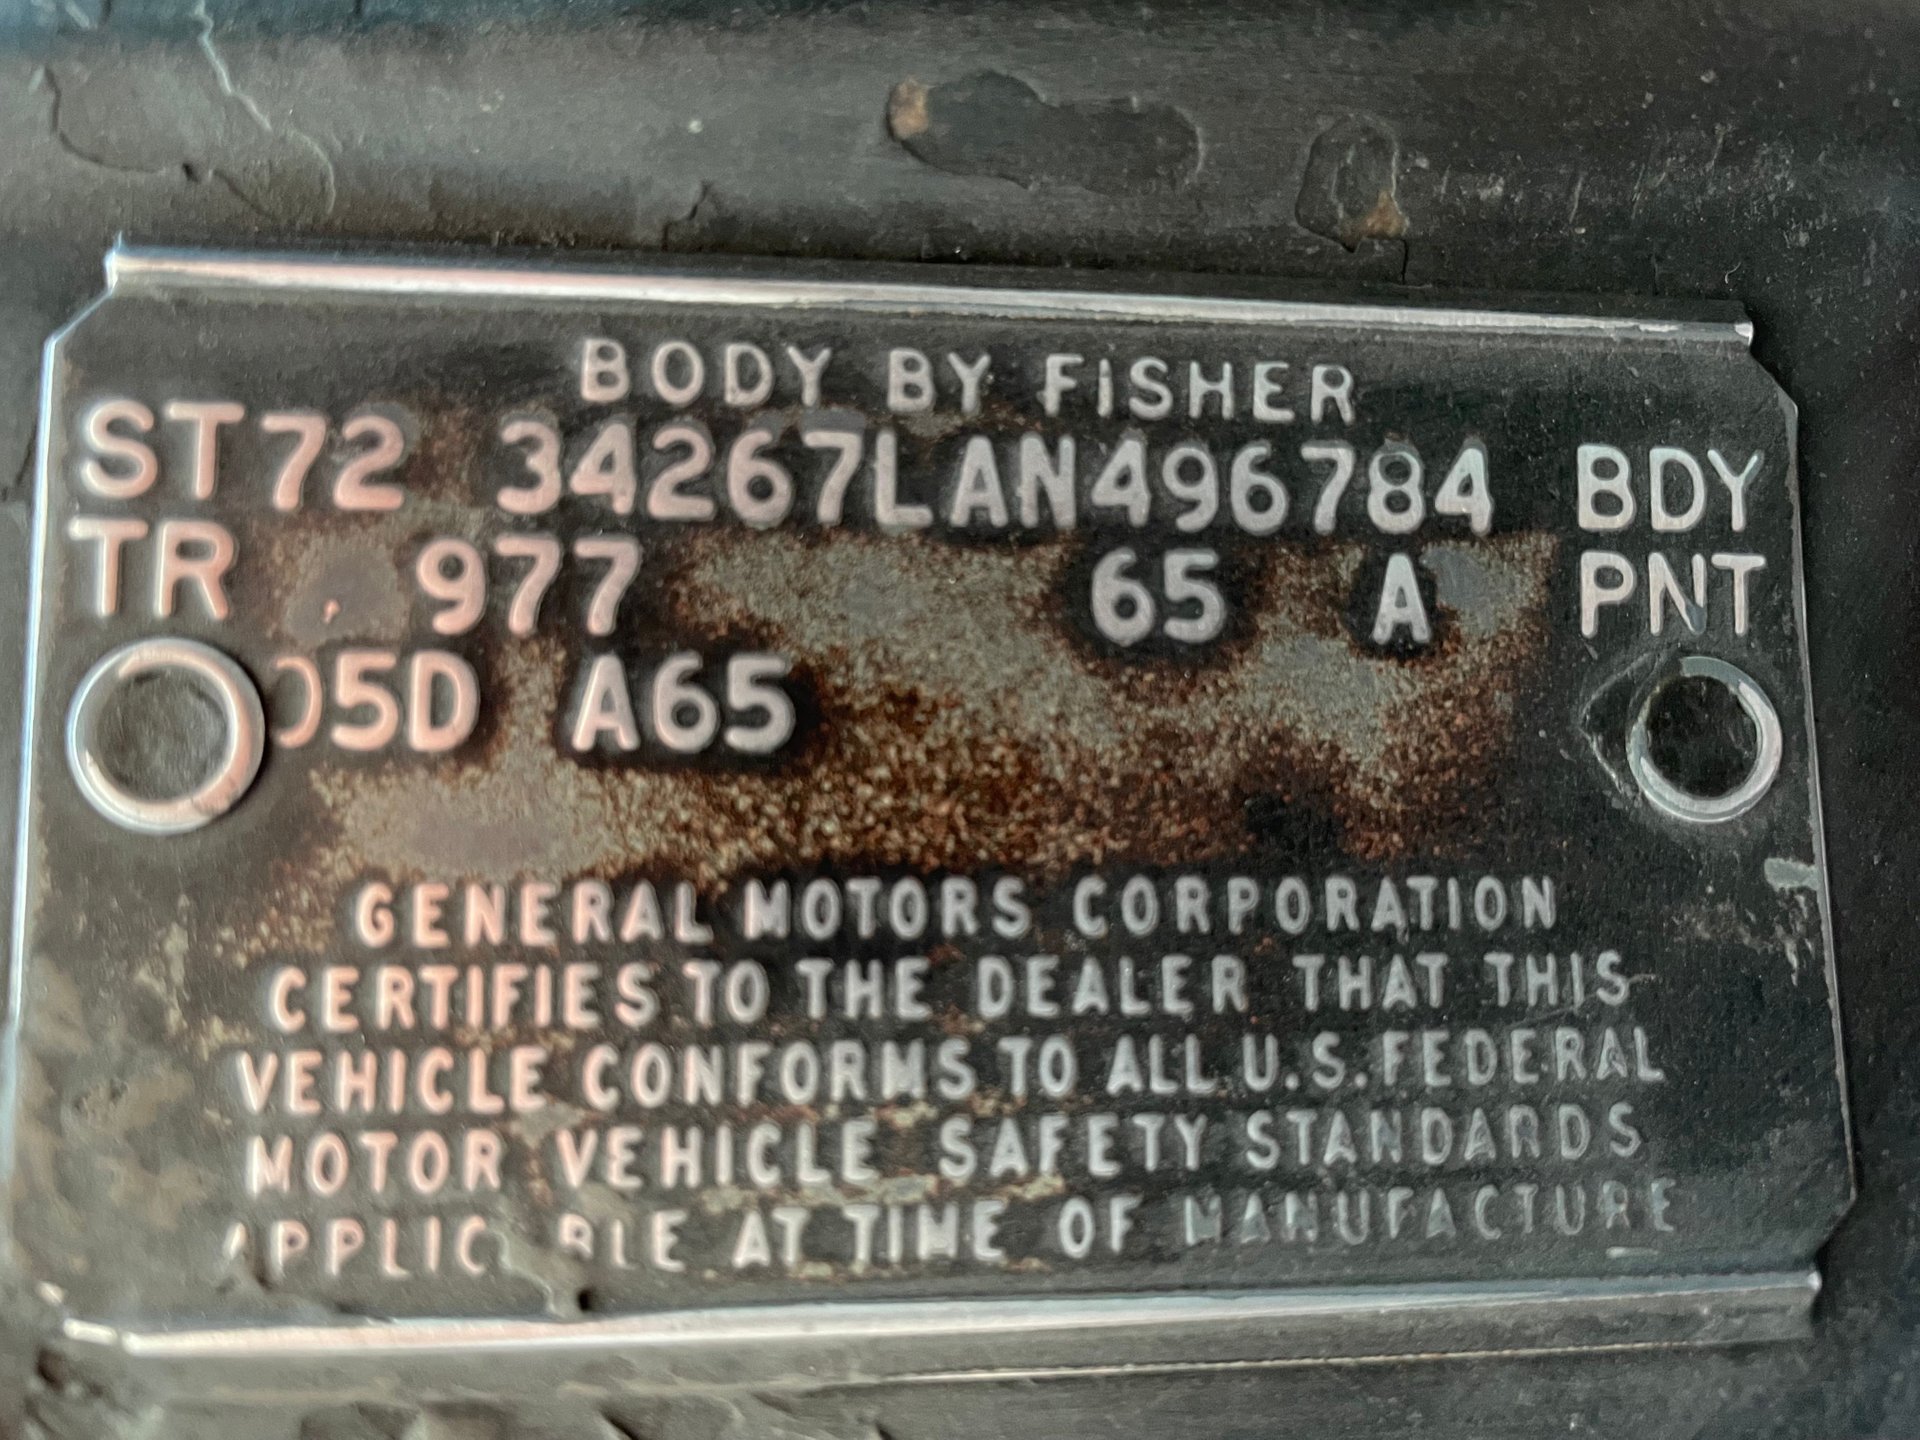 BODY BY FISHER
ST72 34267LAN496784 BDY
TR 977 65 A PNT
05D A65
GENERAL MOTORS CORPORATION
CERTIFIES TO THE DEALER THAT THIS
VEHICLE CONFORMS TO ALL U.S. FEDERAL
MOTOR VEHICLE SAFETY STANDARDS
APPLICABLE AT TIME OF MANUFACTURE